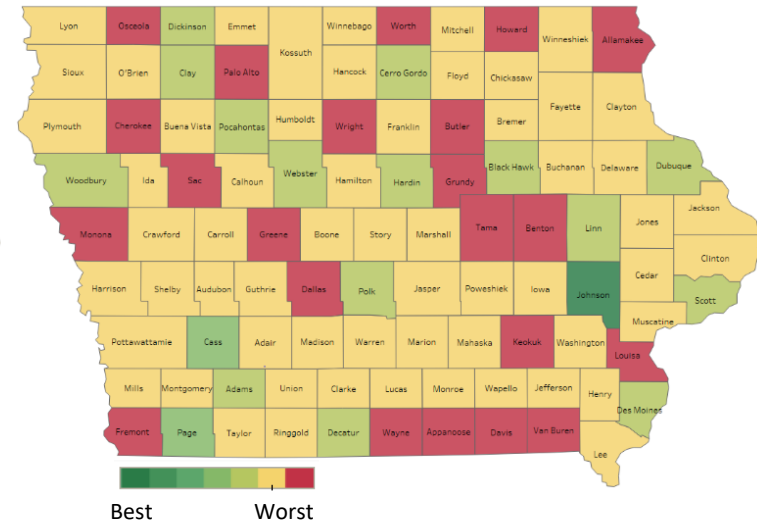 Lyon Osceola Dickinson Emmet Winnebago Worth Mitchell Howard Winneshiek Allamakee
Kossuth
Sioux O'Brien Clay Palo Alto Hancock Cerro Gordo Floyd Chickasaw
Fayette Clayton
Plymouth Cherokee Buena Vista Pocahontas Humboldt Wright Franklin Butler Bremer
Woodbury Ida Sac Calhoun Webster Hamilton Hardin Grundy Black Hawk Buchanan Delaware Dubuque
Monona Crawford Carroll Greene Boone Story Marshall Tama Benton Linn Jones Jackson
Clinton
Harrison Shelby Audubon Guthrie Dallas Polk Jasper Poweshiek Iowa Johnson Cedar Scott
Muscatine
Pottawattamie Cass Adair Madison Warren Marion Mahaska Keokuk Washington Louisa
Mills Montgomery Adams Union Clarke Lucas Monroe Wapello Jefferson Henry
Des Moines
Fremont Page Taylor Ringgold Decatur Wayne Appanoose Davis Van Buren Lee
Best Worst